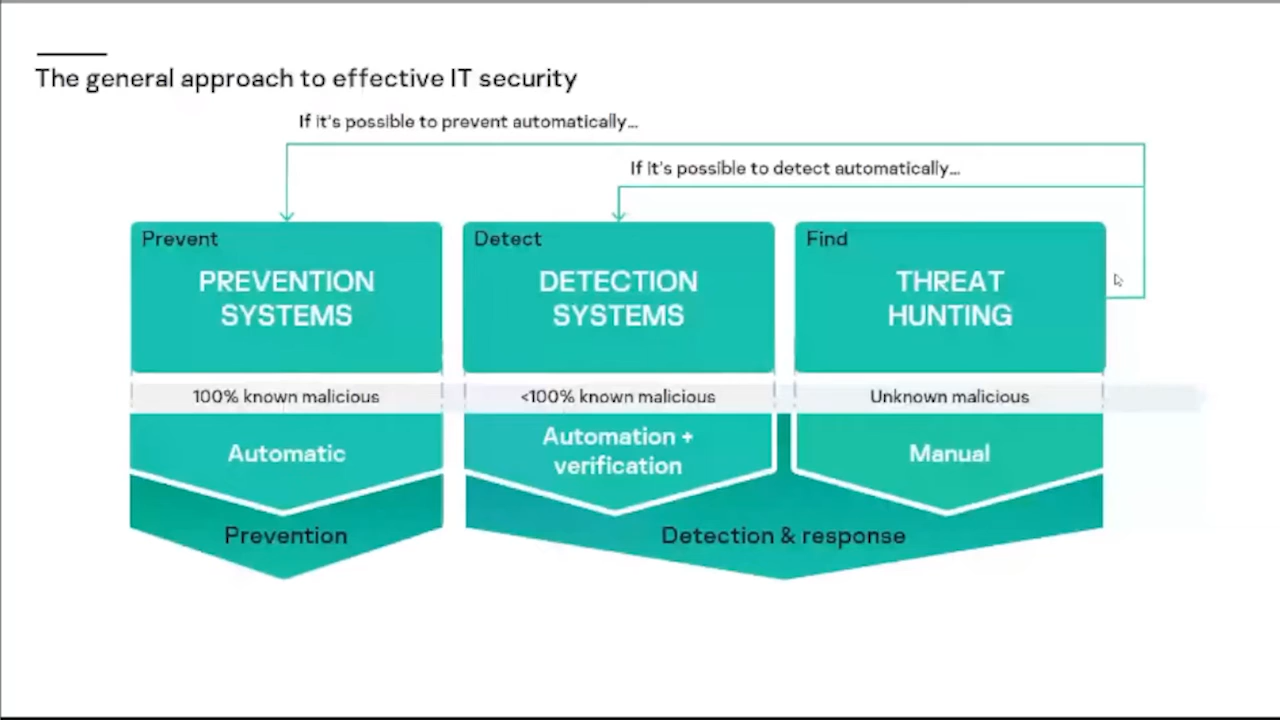 The general approach to effective IT security
If it's possible to prevent automatically...
If it's possible to detect automatically...
Prevent
PREVENTION
SYSTEMS
Detect
DETECTION
SYSTEMS
Find
THREAT
HUNTING
100% known malicious
<100% known malicious
Unknown malicious
Automatic
Automation +
verification
Manual
Prevention
Detection & response